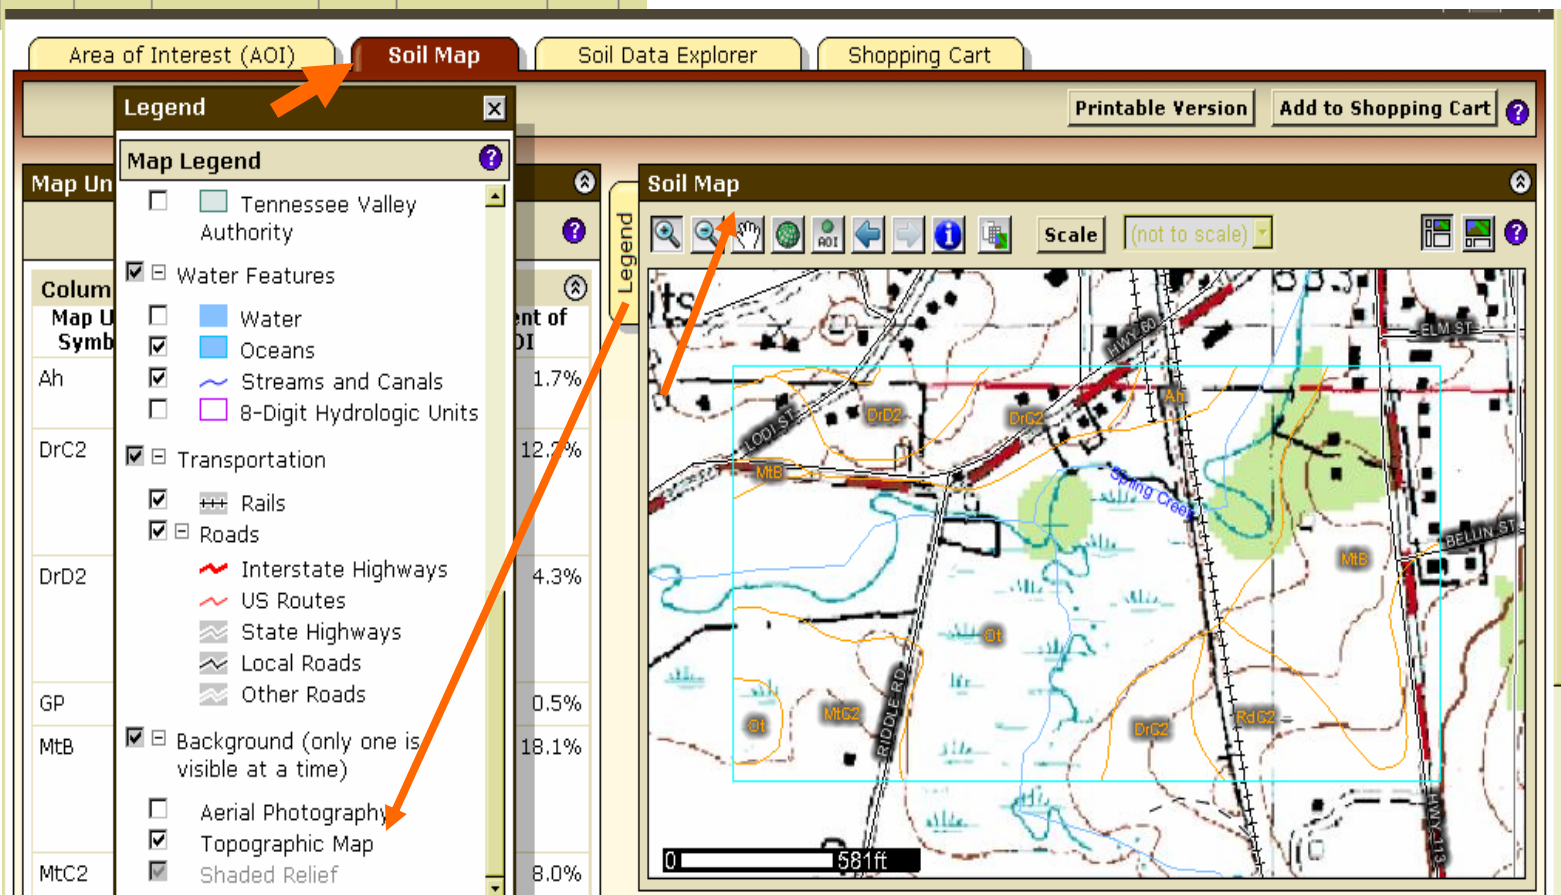 Area of Interest (AOI)
Soil Map
Soil Data Explorer
Shopping Cart
Legend
Printable Version
Add to Shopping Cart
?
Map Legend
?
Map Un
Soil Map
Tennessee Valley
Authority
?
Legend
AOI
i
Scale
(not to scale)
?
Water Features
Colum
Map U
Symb
ent of
OI
Water
Oceans
Streams and Canals
8-Digit Hydrologic Units
Ah
1.7%
DrC2
12.2%
Transportation
Rails
Roads
Interstate Highways
US Routes
State Highways
Local Roads
Other Roads
DrD2
4.3%
GP
0.5%
MtB
18.1%
Background (only one is
visible at a time)
Aerial Photography
Topographic Map
Shaded Relief
MtC2
8.0%
its
HWY 60
ELM ST
Ah
DrD2
DrC2
LODI ST
MtB
Spring Creek
BELLIN ST
MtB
Ot
RIDDLE RD
Ot
MtC2
DrC2
RdC2
HWY 113
0
581ft